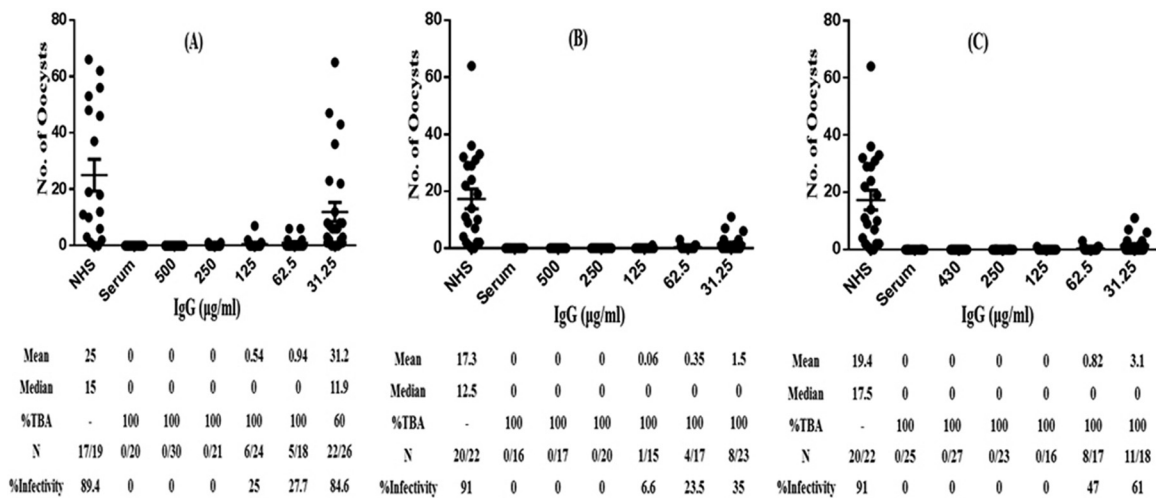 (A)
No. of Oocysts
80
60
40
20
0
NHS Serum 500 250 125 62.5 31.25
IgG (µg/ml)
Mean 25 0 0 0 0.54 0.94 31.2
Median 15 0 0 0 0 0 11.9
%TBA - 100 100 100 100 100 60
N 17/19 0/20 0/30 0/21 6/24 5/18 22/26
%Infectivity 89.4 0 0 0 25 27.7 84.6
(B)
No. of Oocysts
80
60
40
20
0
NHS Serum 500 250 125 62.5 31.25
IgG (µg/ml)
Mean 17.3 0 0 0 0.06 0.35 1.5
Median 12.5 0 0 0 0 0 0
%TBA - 100 100 100 100 100 100
N 20/22 0/16 0/17 0/20 1/15 4/17 8/23
%Infectivity 91 0 0 0 6.6 23.5 35
(C)
No. of Oocysts
80
60
40
20
0
NHS Serum 430 250 125 62.5 31.25
IgG (µg/ml)
Mean 19.4 0 0 0 0 0.82 3.1
Median 17.5 0 0 0 0 0 0
%TBA - 100 100 100 100 100 100
N 20/22 0/25 0/27 0/23 0/16 8/17 11/18
%Infectivity 91 0 0 0 0 47 61